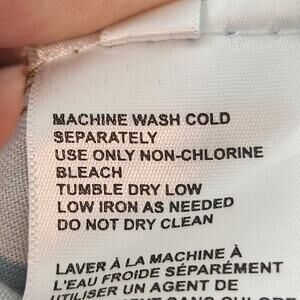 MACHINE WASH COLD
SEPARATELY
USE ONLY NON-CHLORINE
BLEACH
TUMBLE DRY LOW
LOW IRON AS NEEDED
DO NOT DRY CLEAN
LAVER À LA MACHINE À
L'EAU FROIDE SÉPARÉMENT
UTILISER UN AGENT DE